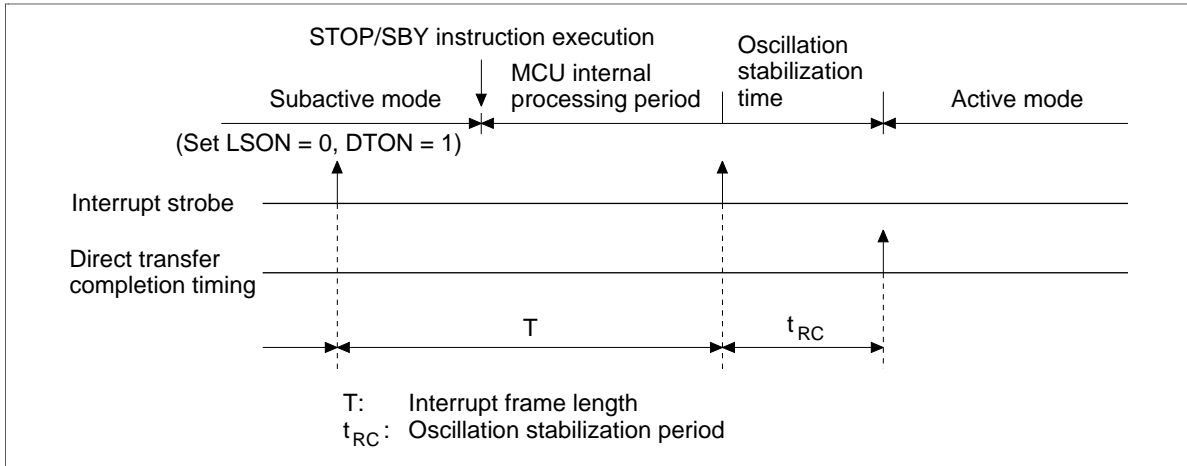 STOP/SBY instruction execution
Oscillation
stabilization
time
MCU internal
processing period
Subactive mode
Active mode
(Set LSON = 0, DTON = 1)
Interrupt strobe
Direct transfer
completion timing
T
tRC
T: Interrupt frame length
tRC: Oscillation stabilization period